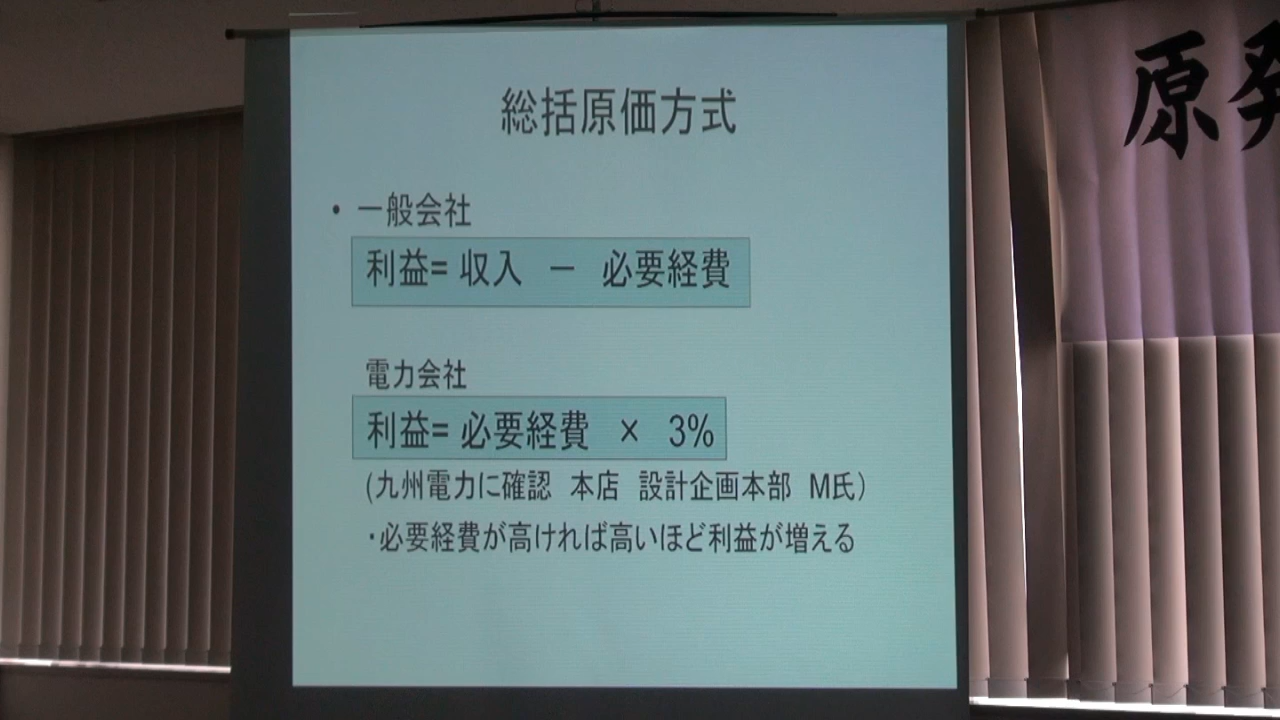 総括原価方式
・ 一般会社
利益= 収入 － 必要経費
電力会社
利益= 必要経費 × 3%
(九州電力に確認 本店 設計企画本部 M氏)
・必要経費が高ければ高いほど利益が増える
原発